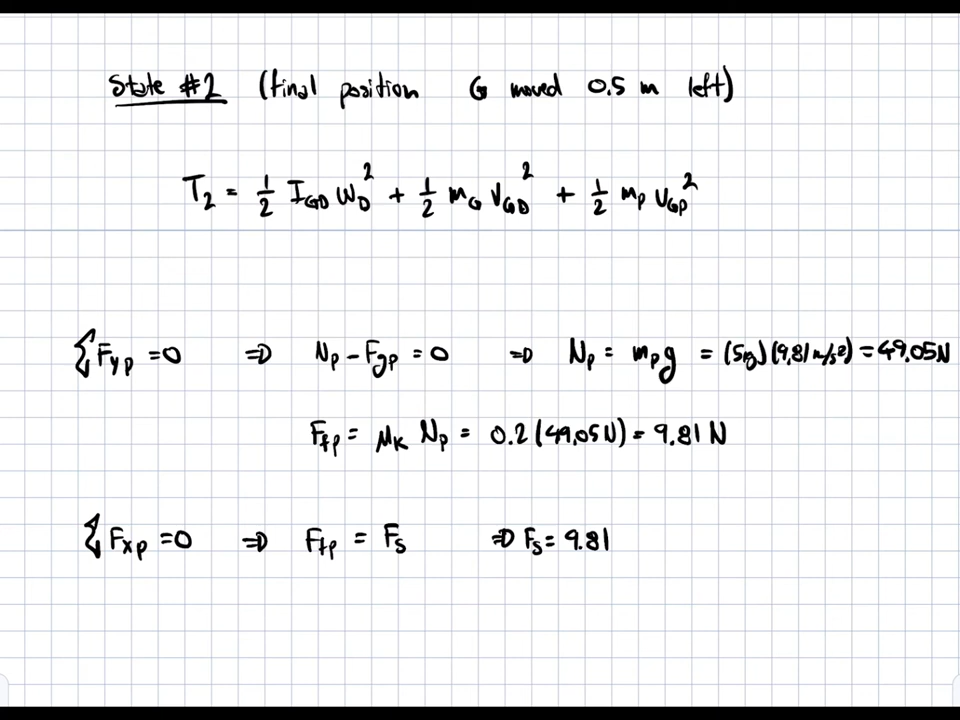 State #2 (final position G moved 0.5 m left)
T₂ = 1/2 I_GD ω_D² + 1/2 m_G V_GD² + 1/2 m_p V_Gp²
ΣF_yp = 0 ⇒ N_p − F_gp = 0 ⇒ N_p = m_p g = (5kg)(9.81 m/s²) = 49.05N
F_fp = μ_K N_p = 0.2 (49.05N) = 9.81 N
ΣF_xp = 0 ⇒ F_fp = F_s ⇒ F_s = 9.81